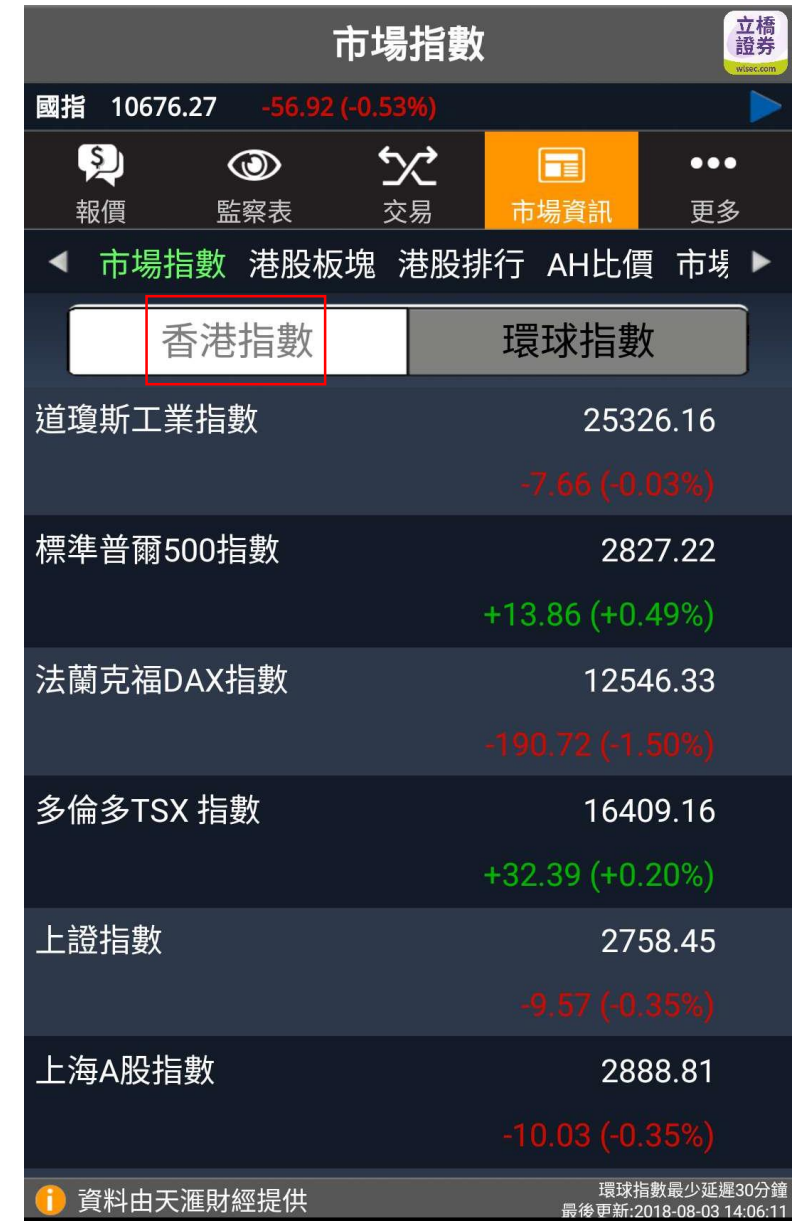 市場指數
立橋
證券
wisec.com
國指 10676.27 -56.92 (-0.53%)
報價 監察表 交易 市場資訊 更多
市場指數 港股板塊 港股排行 AH比價 市場
香港指數 環球指數
道瓊斯工業指數 25326.16
-7.66 (-0.03%)
標準普爾500指數 2827.22
+13.86 (+0.49%)
法蘭克福DAX指數 12546.33
-190.72 (-1.50%)
多倫多TSX 指數 16409.16
+32.39 (+0.20%)
上證指數 2758.45
-9.57 (-0.35%)
上海A股指數 2888.81
-10.03 (-0.35%)
資料由天滙財經提供
環球指數最少延遲30分鐘
最後更新:2018-08-03 14:06:11